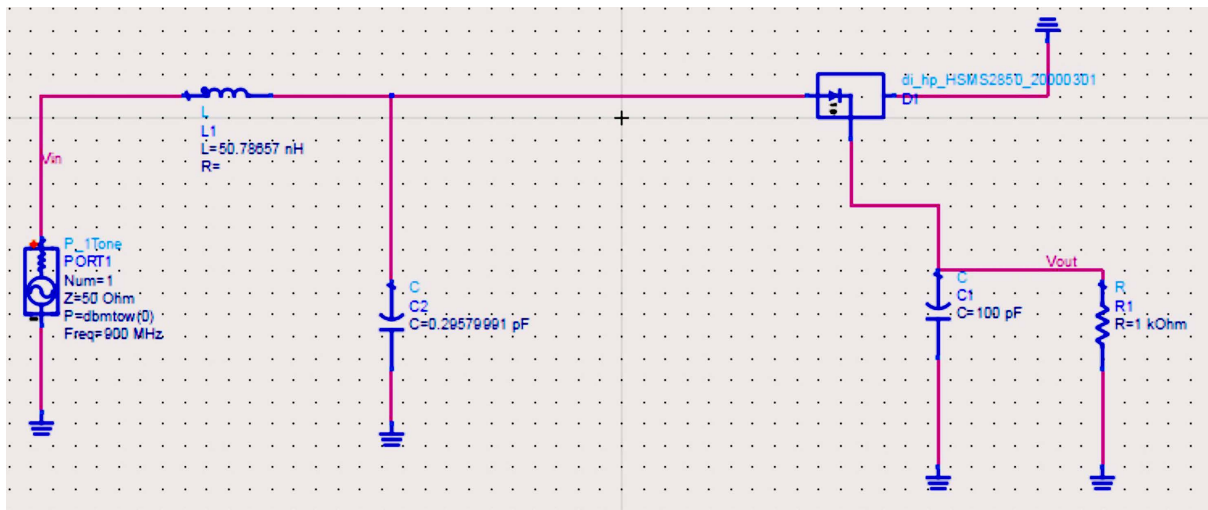 Vin
P_1Tone
PORT1
Num=1
Z=50 Ohm
P=dbmtow(0)
Freq=900 MHz
L
L1
L=50.78657 nH
R=
C
C2
C=0.29579991 pF
di_hp_HSMS2850_20000301
D1
C
C1
C=100 pF
Vout
R
R1
R=1 kOhm